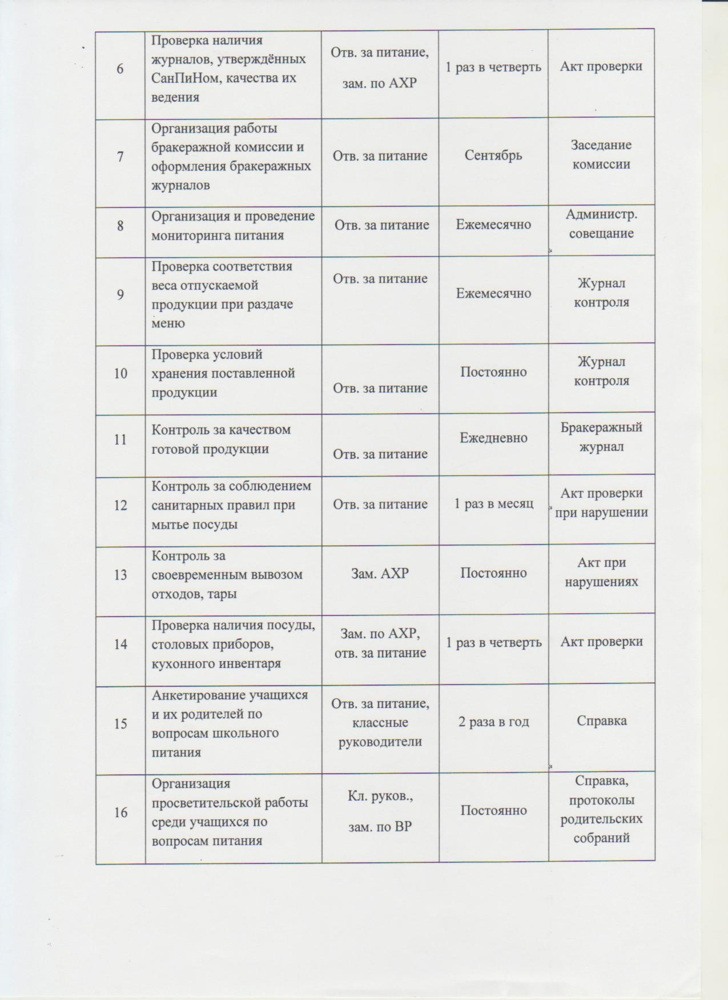 6
Проверка наличия
журналов, утверждённых
СанПиНом, качества их
ведения
Отв. за питание,
зам. по АХР
1 раз в четверть
Акт проверки
7
Организация работы
бракеражной комиссии и
оформления бракеражных
журналов
Отв. за питание
Сентябрь
Заседание
комиссии
8
Организация и проведение
мониторинга питания
Отв. за питание
Ежемесячно
Администр.
совещание
9
Проверка соответствия
веса отпускаемой
продукции при раздаче
меню
Отв. за питание
Ежемесячно
Журнал
контроля
10
Проверка условий
хранения поставленной
продукции
Отв. за питание
Постоянно
Журнал
контроля
11
Контроль за качеством
готовой продукции
Отв. за питание
Ежедневно
Бракеражный
журнал
12
Контроль за соблюдением
санитарных правил при
мытье посуды
Отв. за питание
1 раз в месяц
Акт проверки
при нарушении
13
Контроль за
своевременным вывозом
отходов, тары
Зам. АХР
Постоянно
Акт при
нарушениях
14
Проверка наличия посуды,
столовых приборов,
кухонного инвентаря
Зам. по АХР,
отв. за питание
1 раз в четверть
Акт проверки
15
Анкетирование учащихся
и их родителей по
вопросам школьного
питания
Отв. за питание,
классные
руководители
2 раза в год
Справка
16
Организация
просветительской работы
среди учащихся по
вопросам питания
Кл. руков.,
зам. по ВР
Постоянно
Справка,
протоколы
родительских
собраний